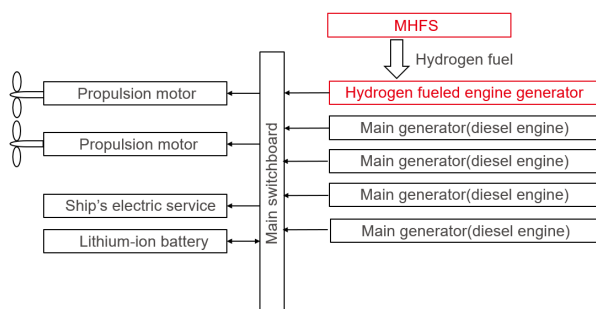 MHFS
Hydrogen fuel
Propulsion motor
Hydrogen fueled engine generator
Main generator(diesel engine)
Propulsion motor
Main generator(diesel engine)
Main switchboard
Main generator(diesel engine)
Ship's electric service
Main generator(diesel engine)
Lithium-ion battery